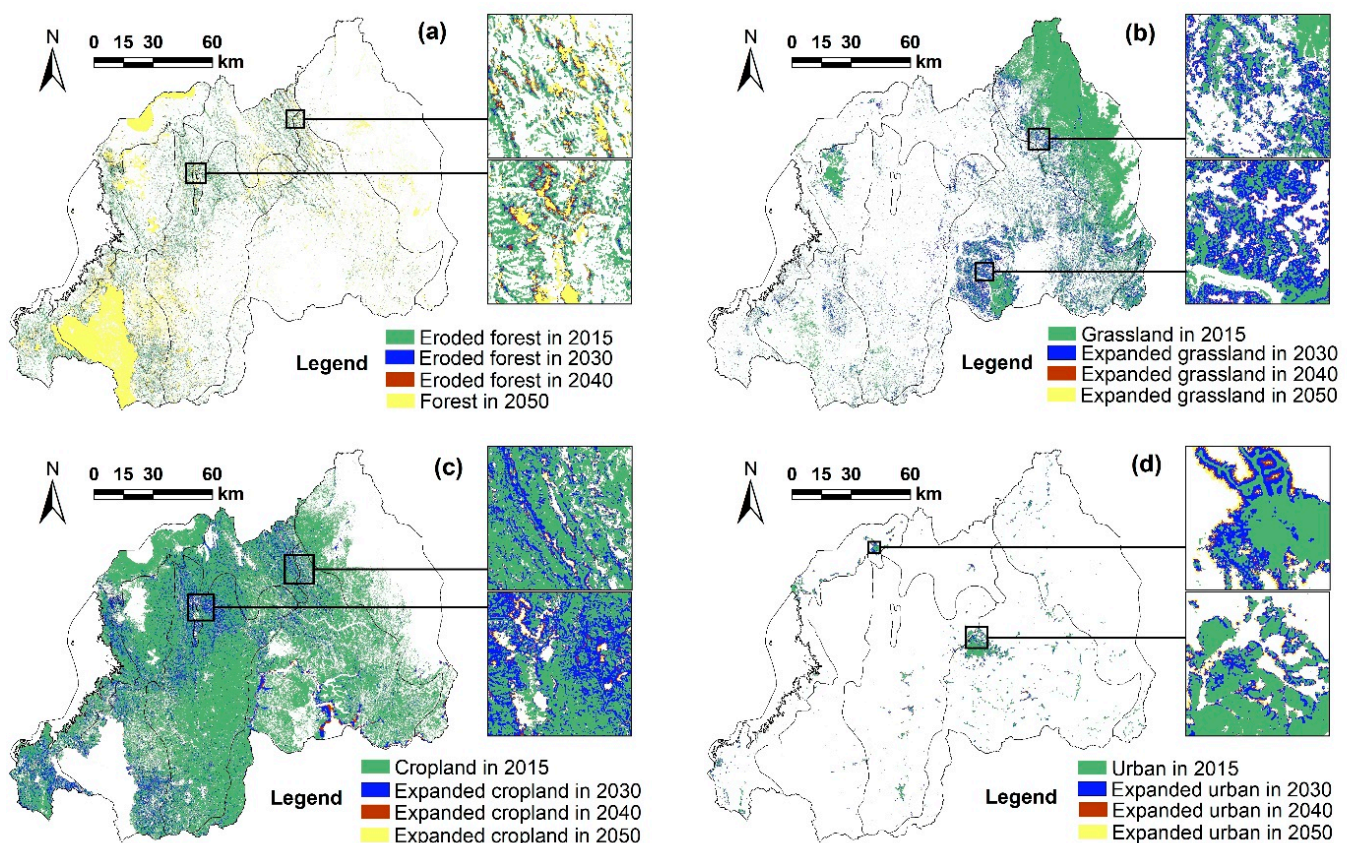 (a)
N
0 15 30 60
km
Eroded forest in 2015
Eroded forest in 2030
Legend
Eroded forest in 2040
Forest in 2050
(b)
N
0 15 30 60
km
Grassland in 2015
Expanded grassland in 2030
Legend
Expanded grassland in 2040
Expanded grassland in 2050
(c)
N
0 15 30 60
km
Cropland in 2015
Expanded cropland in 2030
Legend
Expanded cropland in 2040
Expanded cropland in 2050
(d)
N
0 15 30 60
km
Urban in 2015
Expanded urban in 2030
Legend
Expanded urban in 2040
Expanded urban in 2050